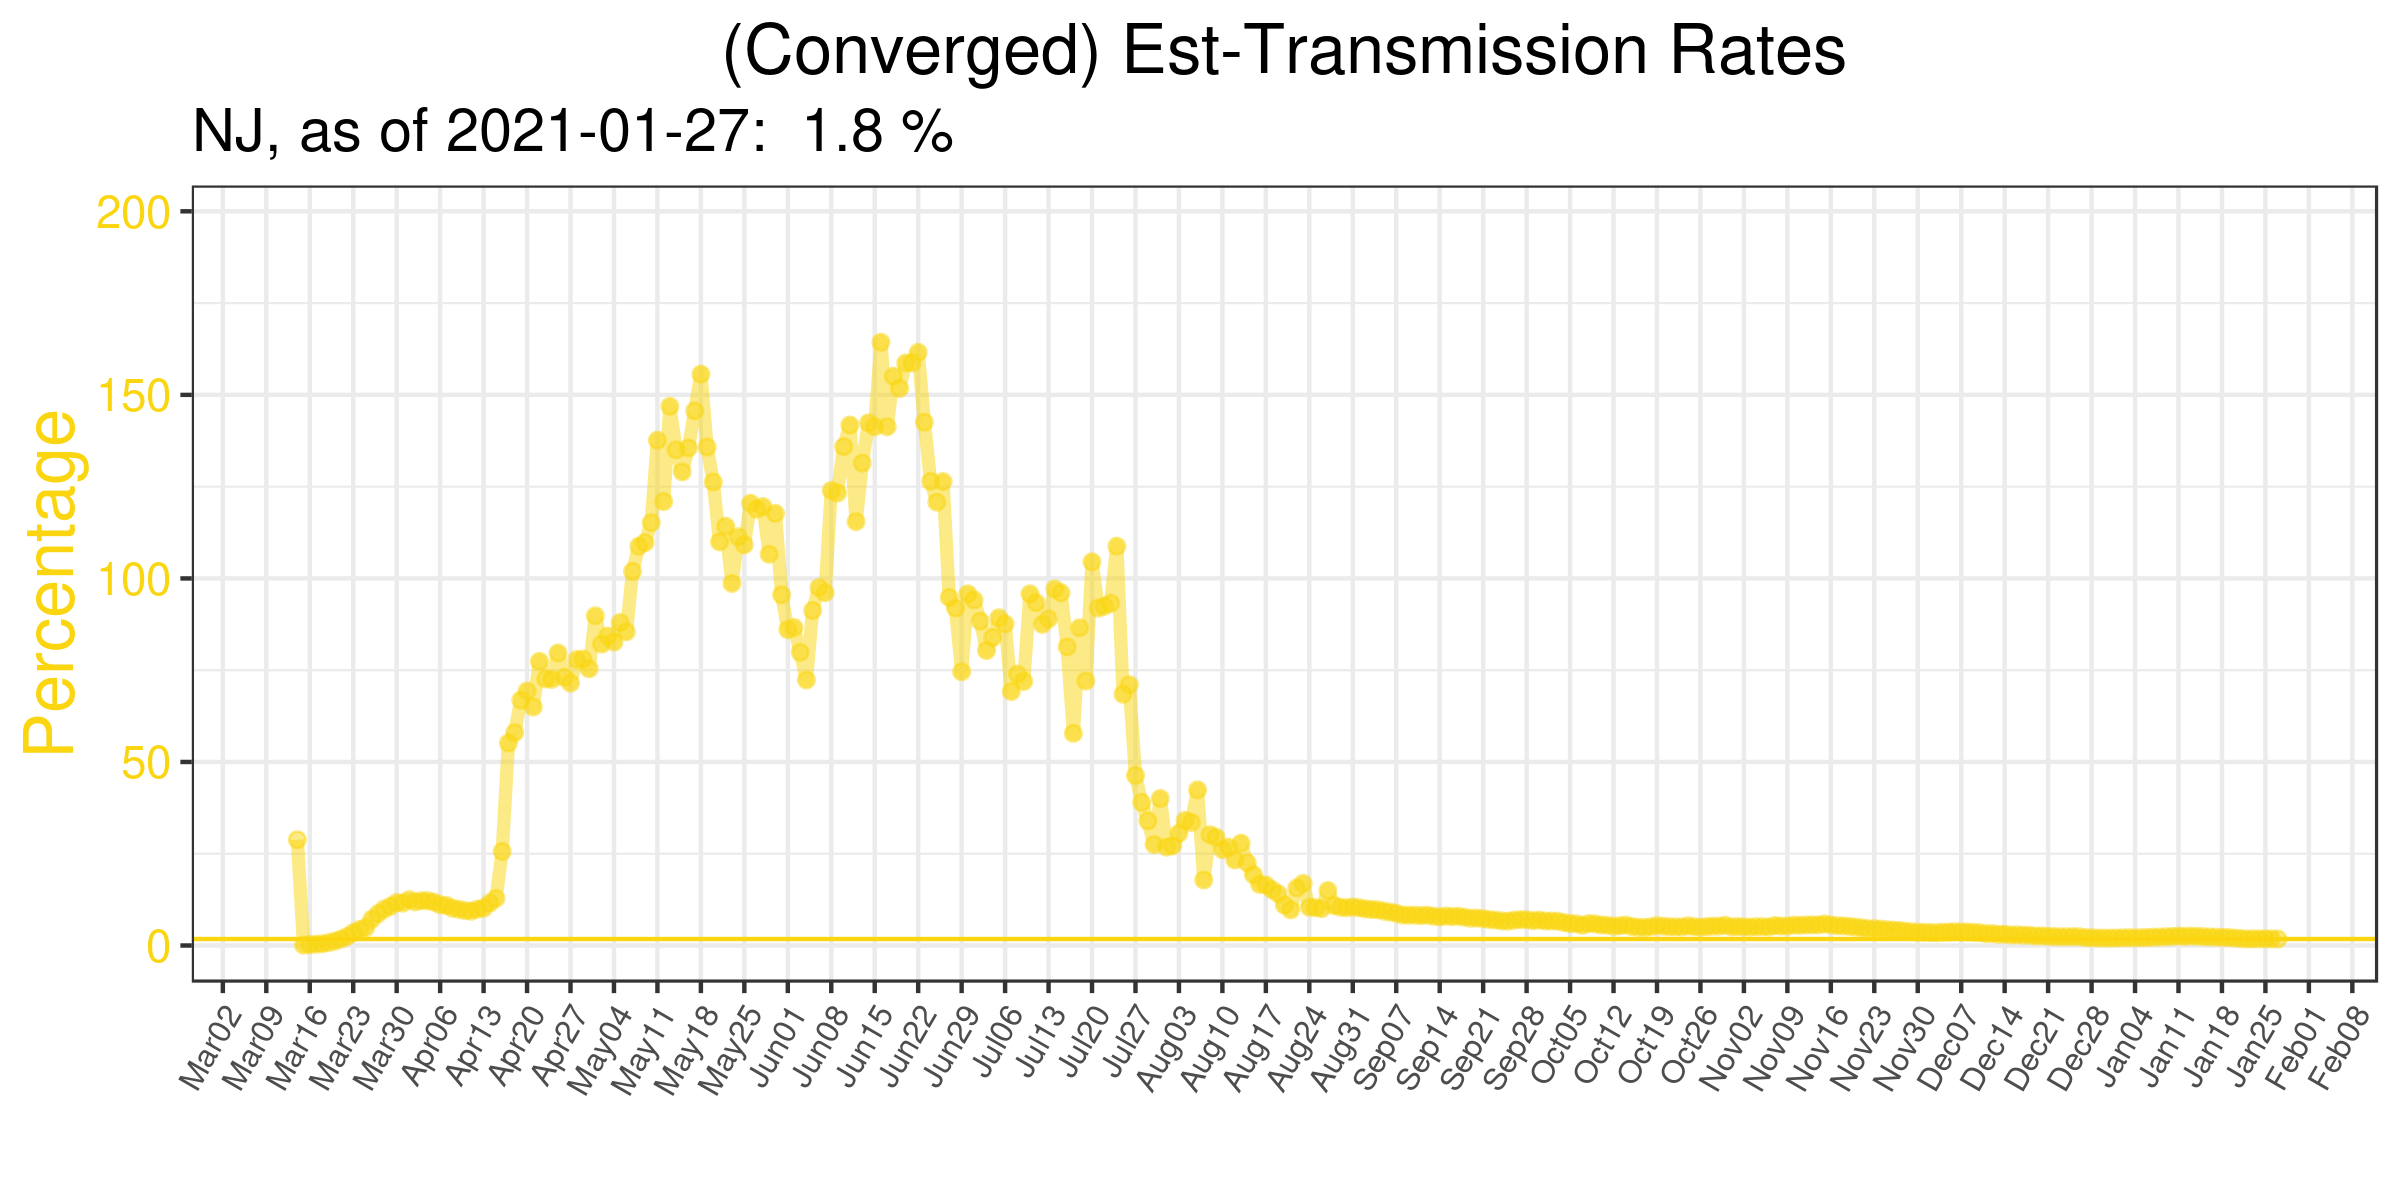 (Converged) Est-Transmission Rates
NJ, as of 2021-01-27:  1.8 %
Percentage
200
150
100
50
0
Mar02
Mar09
Mar16
Mar23
Mar30
Apr06
Apr13
Apr20
Apr27
May04
May11
May18
May25
Jun01
Jun08
Jun15
Jun22
Jun29
Jul06
Jul13
Jul20
Jul27
Aug03
Aug10
Aug17
Aug24
Aug31
Sep07
Sep14
Sep21
Sep28
Oct05
Oct12
Oct19
Oct26
Nov02
Nov09
Nov16
Nov23
Nov30
Dec07
Dec14
Dec21
Dec28
Jan04
Jan11
Jan18
Jan25
Feb01
Feb08